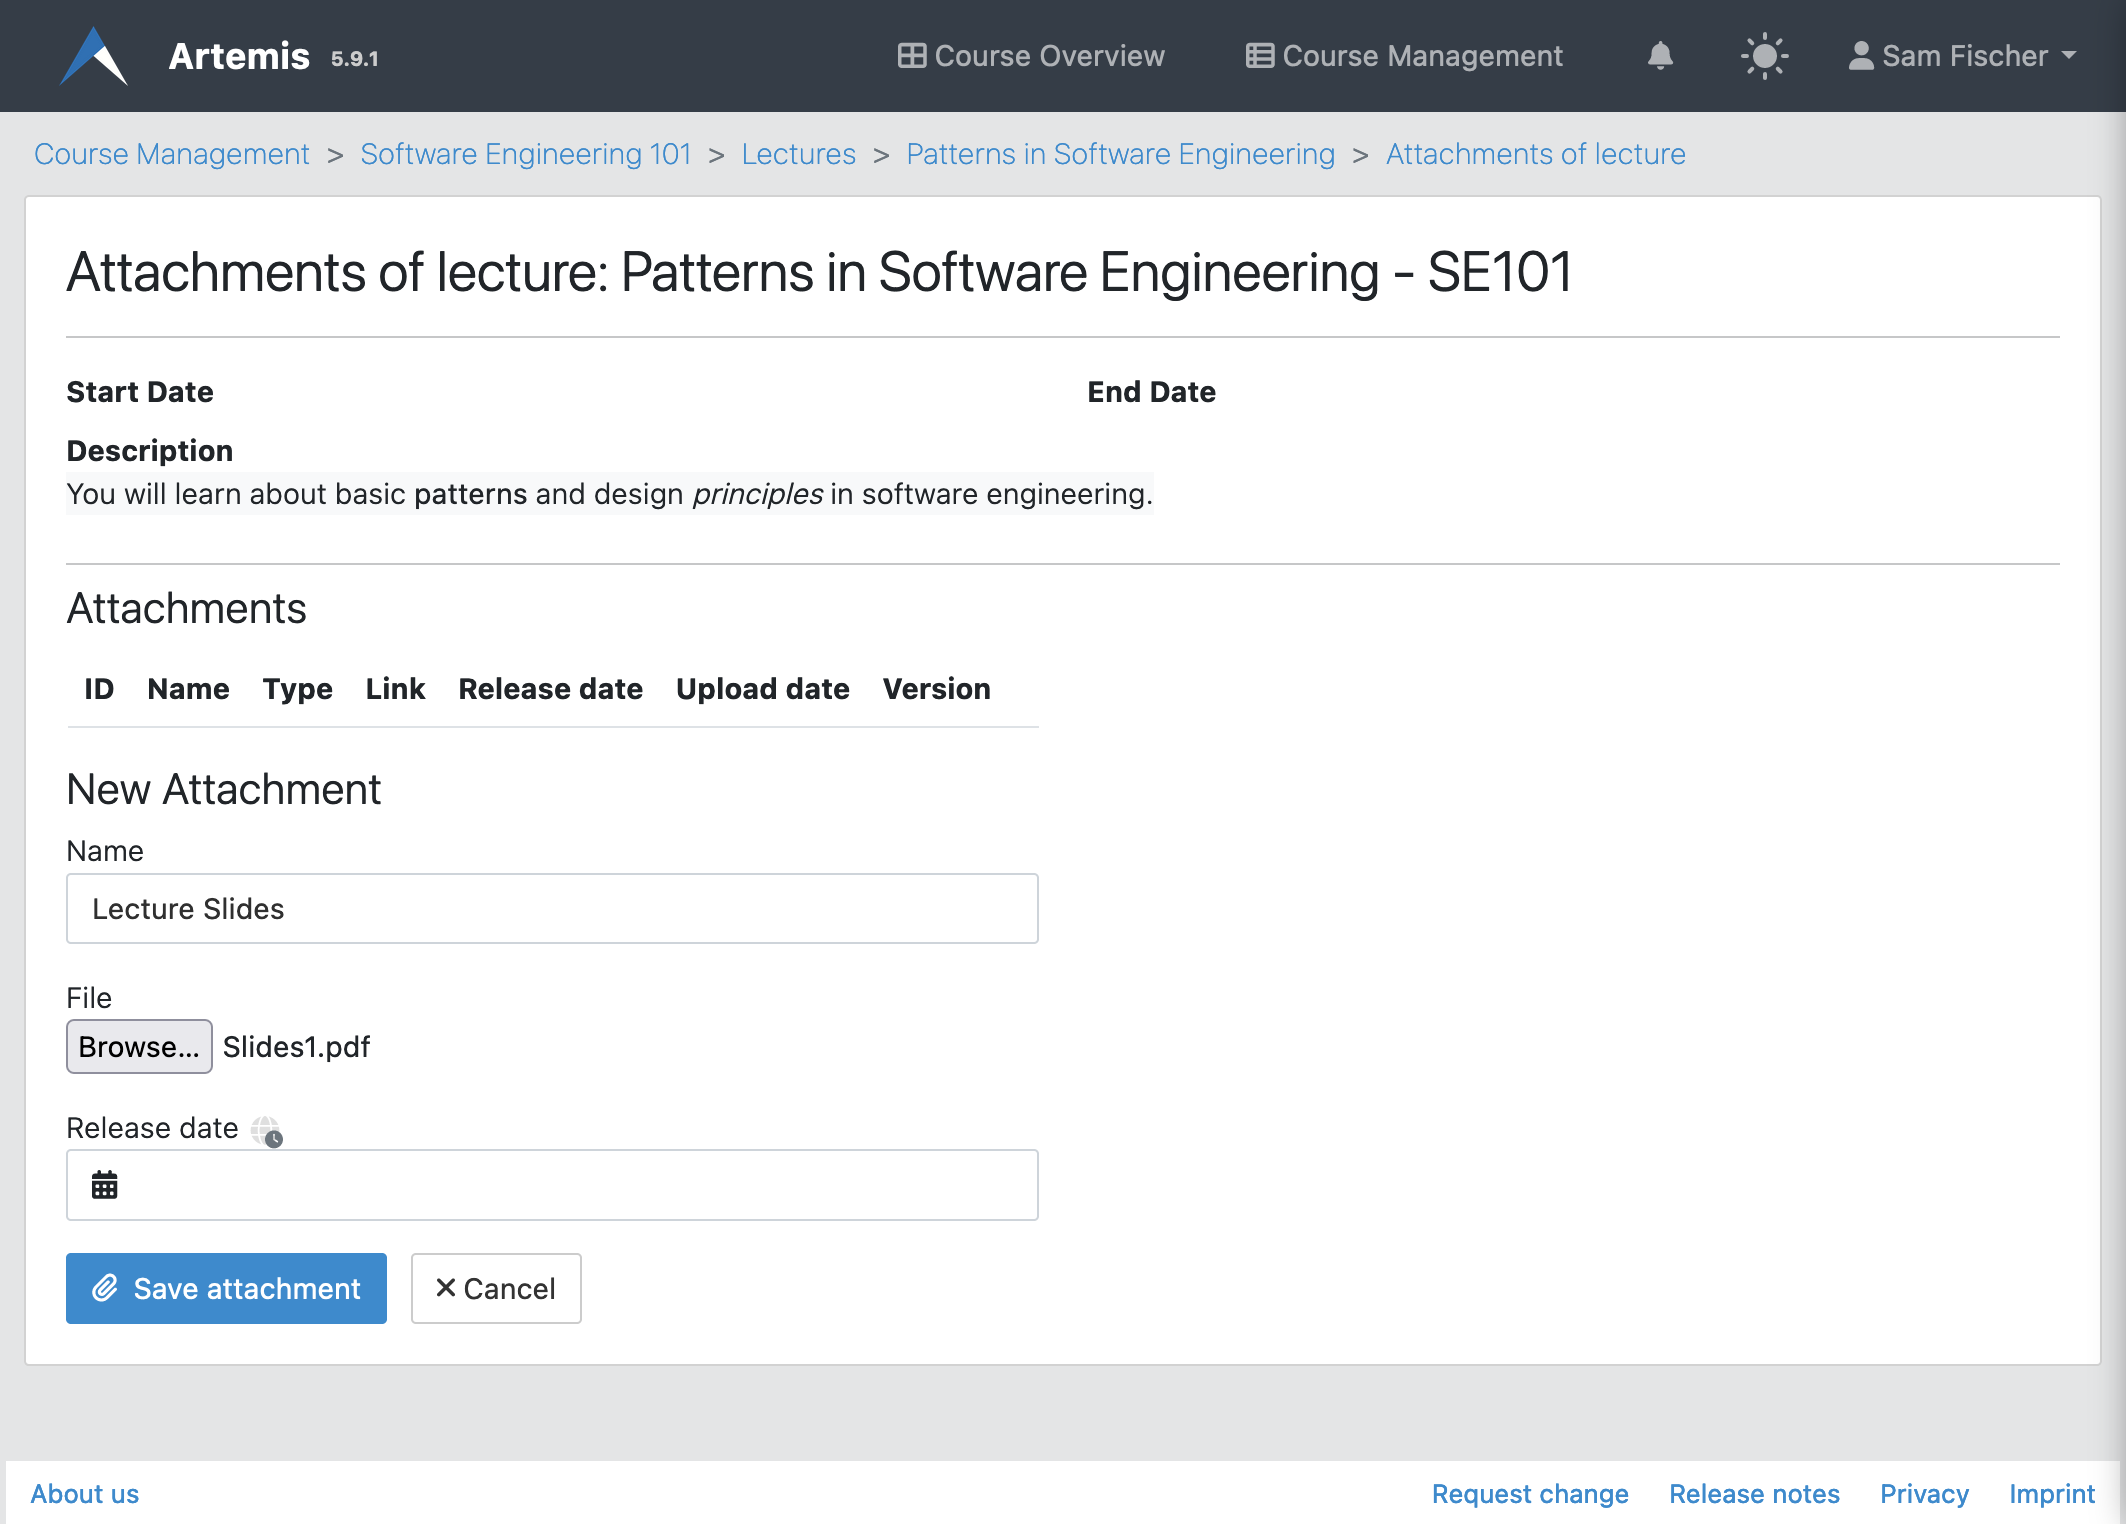 Artemis 5.9.1 Course Overview Course Management Sam Fischer
Course Management > Software Engineering 101 > Lectures > Patterns in Software Engineering > Attachments of lecture
Attachments of lecture: Patterns in Software Engineering - SE101
Start Date End Date
Description
You will learn about basic patterns and design principles in software engineering.
Attachments
ID Name Type Link Release date Upload date Version
New Attachment
Name
Lecture Slides
File
Browse... Slides1.pdf
Release date
Save attachment Cancel
About us Request change Release notes Privacy Imprint